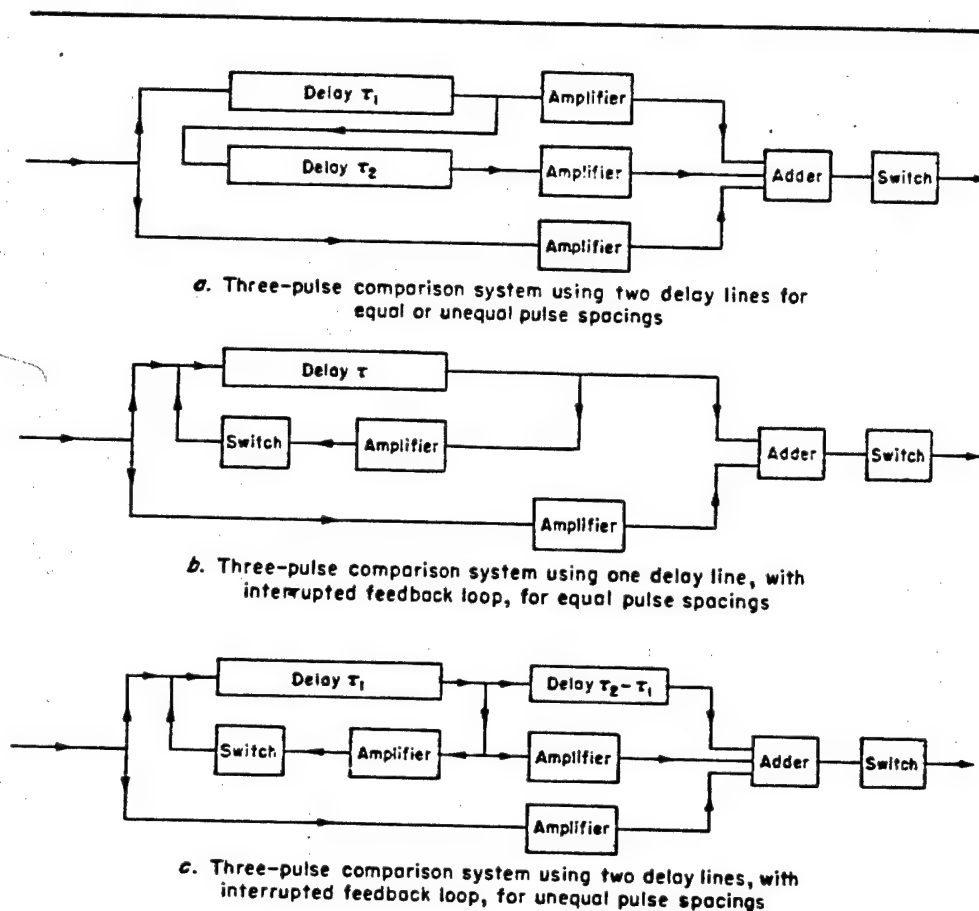 Delay τ₁
Amplifier
Delay τ₂
Amplifier
Adder
Switch
Amplifier
a. Three-pulse comparison system using two delay lines for
equal or unequal pulse spacings
Delay τ
Switch
Amplifier
Adder
Switch
Amplifier
b. Three-pulse comparison system using one delay line, with
interrupted feedback loop, for equal pulse spacings
Delay τ₁
Delay τ₂-τ₁
Switch
Amplifier
Amplifier
Adder
Switch
Amplifier
c. Three-pulse comparison system using two delay lines, with
interrupted feedback loop, for unequal pulse spacings